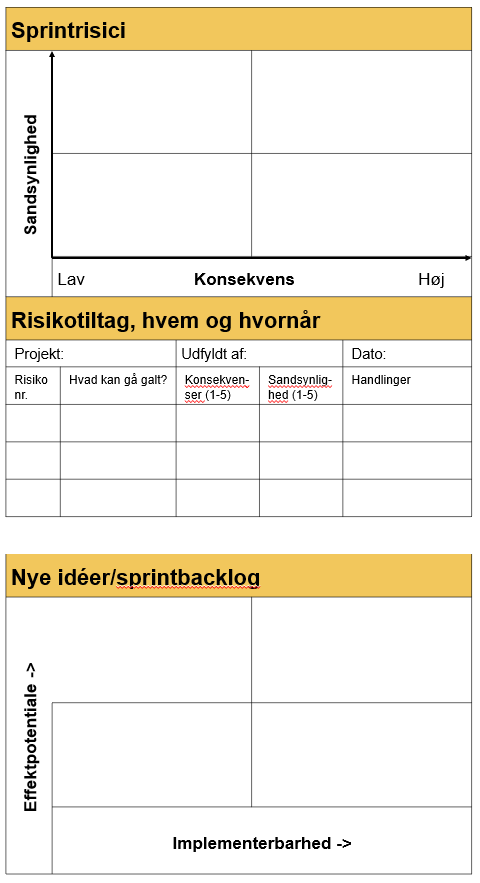 Sprintrisici
Sandsynlighed
Lav Konsekvens Høj
Risikotiltag, hvem og hvornår
Projekt: Udfyldt af: Dato:
Risiko nr.
Hvad kan gå galt?
Konsekven-
ser (1-5)
Sandsynlig-
hed (1-5)
Handlinger
Nye idéer/sprintbacklog
Effektpotentiale ->
Implementerbarhed ->